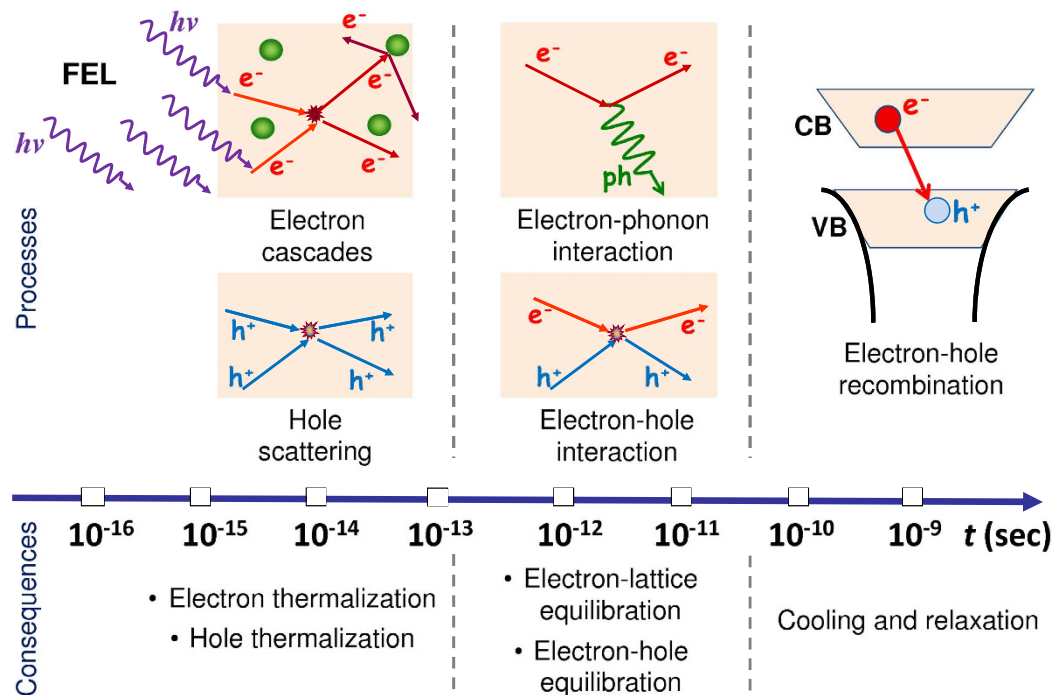 FEL
hν
hν
e⁻
e⁻
e⁻
e⁻
e⁻
Electron
cascades
h⁺
h⁺
h⁺
h⁺
Hole
scattering
e⁻
e⁻
ph
Electron-phonon
interaction
e⁻
e⁻
h⁺
h⁺
Electron-hole
interaction
CB
e⁻
VB
h⁺
Electron-hole
recombination
Processes
10⁻¹⁶ 10⁻¹⁵ 10⁻¹⁴ 10⁻¹³ 10⁻¹² 10⁻¹¹ 10⁻¹⁰ 10⁻⁹ t (sec)
Consequences
• Electron thermalization
• Hole thermalization
• Electron-lattice
equilibration
• Electron-hole
equilibration
Cooling and relaxation